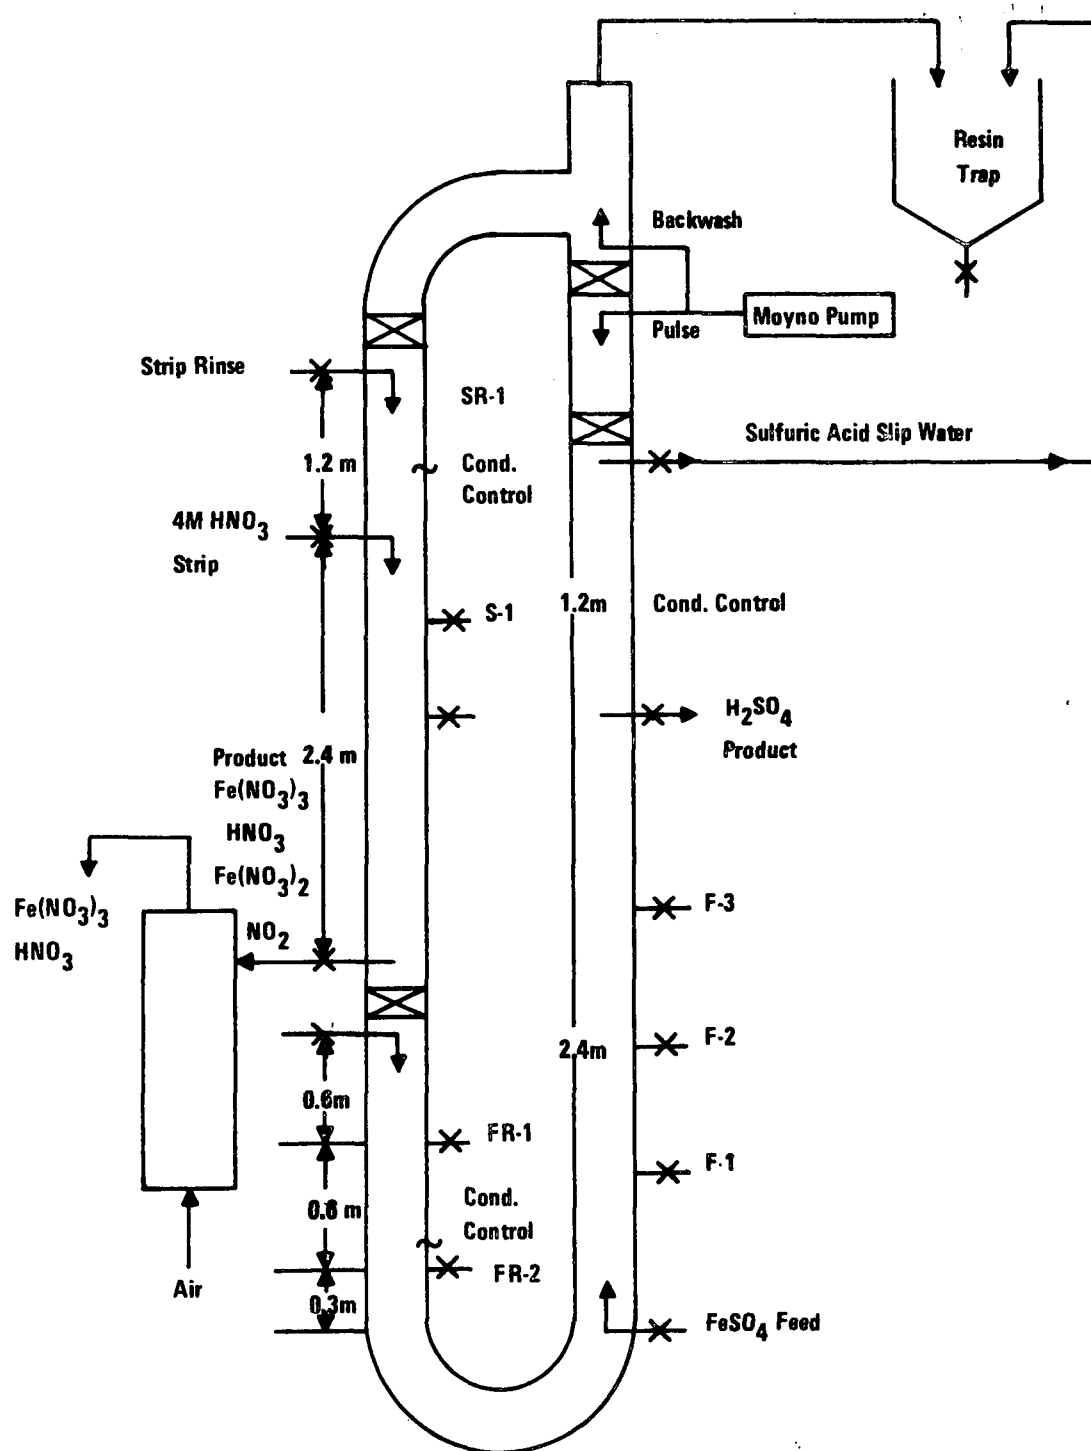 Resin
Trap
Backwash
Moyno Pump
Pulse
Strip Rinse
SR-1
Sulfuric Acid Slip Water
1.2 m
Cond.
Control
4M HNO3
Strip
1.2m
Cond. Control
S-1
H2SO4
Product
Product
2.4 m
Fe(NO3)3
HNO3
Fe(NO3)2
F-3
Fe(NO3)3
HNO3
NO2
F-2
2.4m
0.6m
FR-1
F-1
Cond.
Control
0.6 m
FR-2
Air
0.3m
FeSO4 Feed